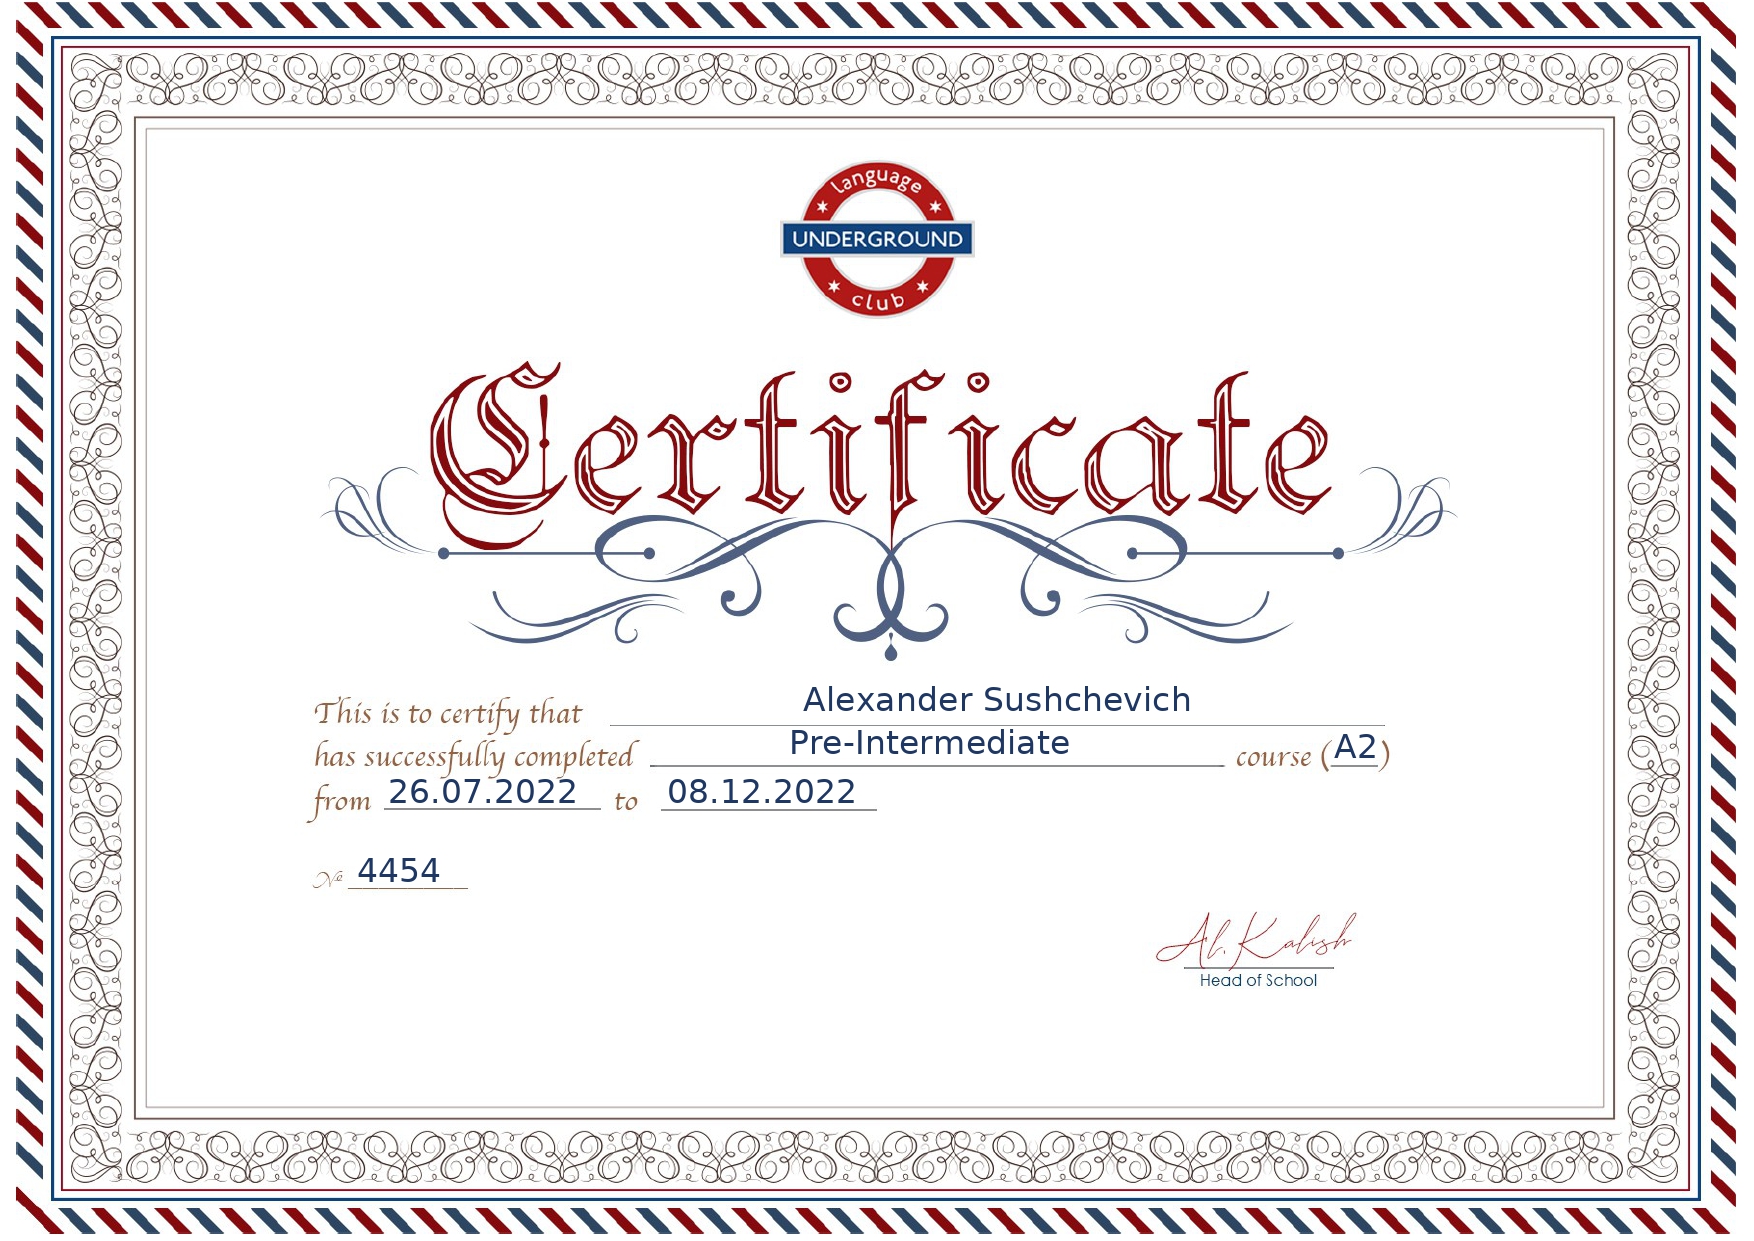 Language
UNDERGROUND
club
Certificate
This is to certify that Alexander Sushchevich
has successfully completed Pre-Intermediate course (A2)
from 26.07.2022 to 08.12.2022
№ 4454
Al. Kalish
Head of School